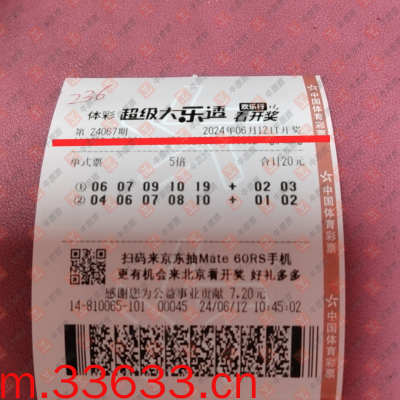 236
体彩 超级大乐透 欢乐行 看开奖
第 24067期 2024年06月12日开奖
单式票 5倍 合计20元
① 06 07 09 10 19 + 02 03
② 04 06 07 08 10 + 01 02
扫码来京东抽Mate 60RS手机
更有机会来北京看开奖 好礼多多
感谢您为公益事业贡献 7.20元
14-810065-101 00045 24/06/12 10:45:02
中国体育彩票
中国体育彩票
中国体育彩票
m.33633.cn